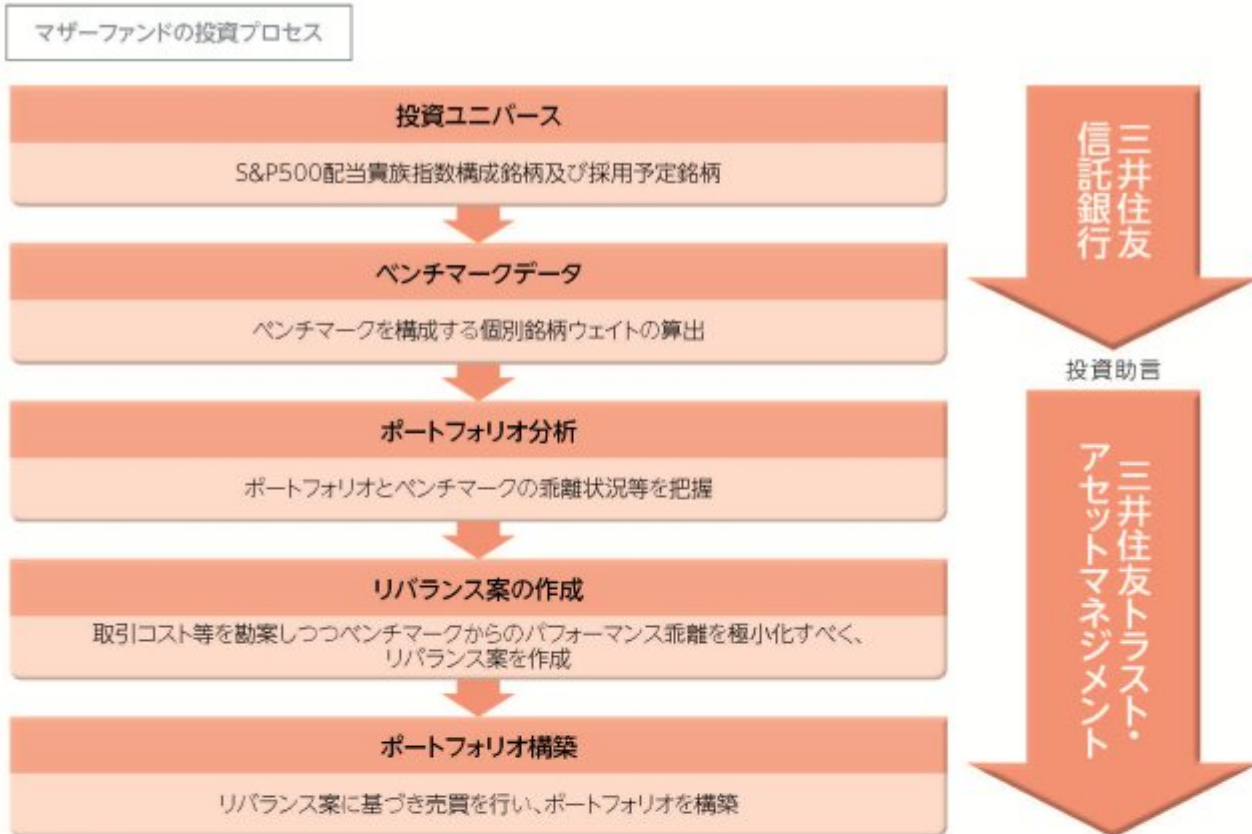 マザーファンドの投資プロセス
投資ユニバース
S&P500配当貴族指数構成銘柄及び採用予定銘柄
ベンチマークデータ
ベンチマークを構成する個別銘柄ウェイトの算出
ポートフォリオ分析
ポートフォリオとベンチマークの乖離状況等を把握
リバランス案の作成
取引コスト等を勘案しつつベンチマークからのパフォーマンス乖離を極小化すべく、
リバランス案を作成
ポートフォリオ構築
リバランス案に基づき売買を行い、ポートフォリオを構築
三井住友
信託銀行
投資助言
三井住友トラスト・
アセットマネジメント